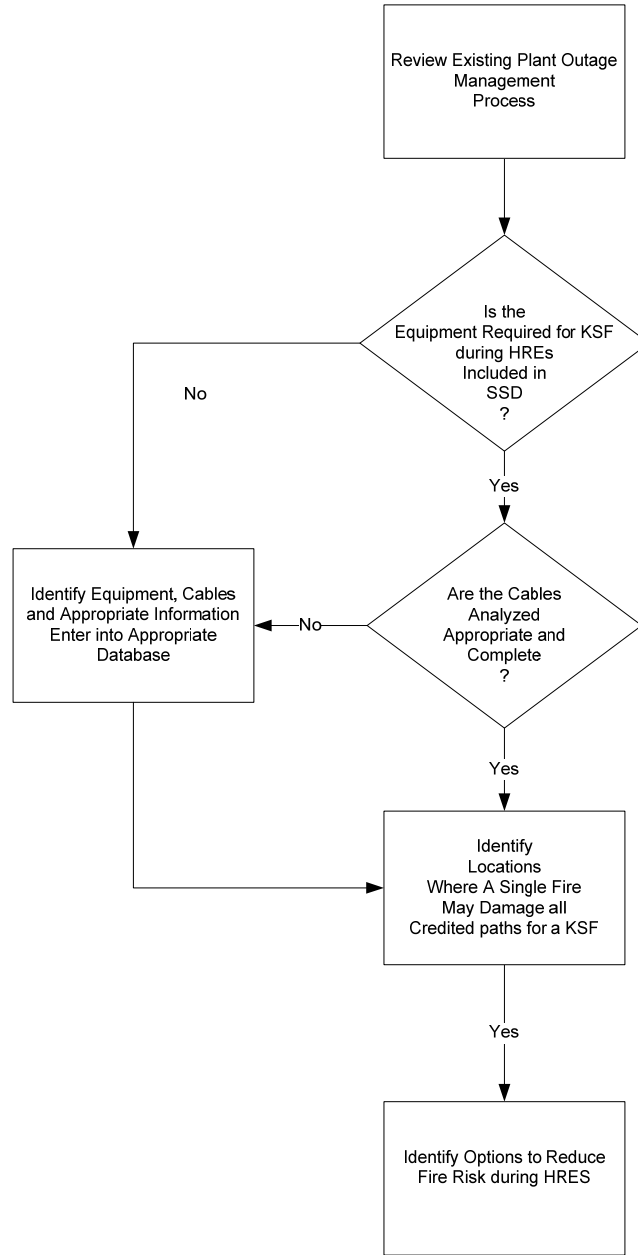 Review Existing Plant Outage
Management
Process
Is the
Equipment Required for KSF
during HREs
Included in
SSD
?
No
Yes
Identify Equipment, Cables
and Appropriate Information
Enter into Appropriate
Database
No
Are the Cables
Analyzed
Appropriate and
Complete
?
Yes
Identify
Locations
Where A Single Fire
May Damage all
Credited paths for a KSF
Yes
Identify Options to Reduce
Fire Risk during HRES